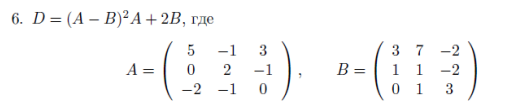 6. D = (A − B)²A + 2B, где
A = ( 5 −1 3
0 2 −1
−2 −1 0 ), B = ( 3 7 −2
1 1 −2
0 1 3 )